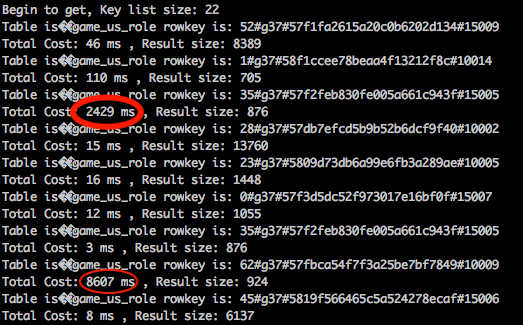 Begin to get, Key list size: 22
Table is��game_us_role rowkey is: 52#g37#57f1fa2615a20c0b6202d134#15009
Total Cost: 46 ms , Result size: 8389
Table is��game_us_role rowkey is: 1#g37#58f1ccee78beaa4f13212f8c#10014
Total Cost: 110 ms , Result size: 705
Table is��game_us_role rowkey is: 35#g37#57f2feb830fe005a661c943f#15005
Total Cost: 2429 ms , Result size: 876
Table is��game_us_role rowkey is: 28#g37#57db7efcd5b9b52b6dcf9f40#10002
Total Cost: 15 ms , Result size: 13760
Table is��game_us_role rowkey is: 23#g37#5809d73db6a99e6fb3a289ae#10005
Total Cost: 16 ms , Result size: 1448
Table is��game_us_role rowkey is: 0#g37#57f3d5dc52f973017e16bf0f#15007
Total Cost: 12 ms , Result size: 1055
Table is��game_us_role rowkey is: 35#g37#57f2feb830fe005a661c943f#15005
Total Cost: 3 ms , Result size: 876
Table is��game_us_role rowkey is: 62#g37#57fbca54f7f3a25be7bf7849#10009
Total Cost: 8607 ms , Result size: 924
Table is��game_us_role rowkey is: 45#g37#5819f566465c5a524278ecaf#15006
Total Cost: 8 ms , Result size: 6137